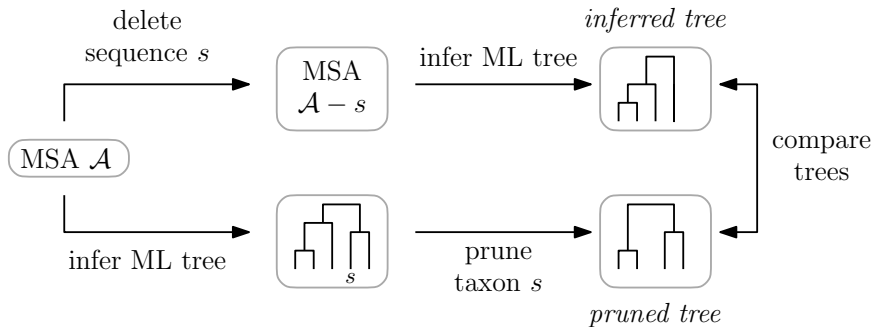 delete
sequence s
MSA
𝒜 − s
infer ML tree
inferred tree
MSA 𝒜
compare
trees
infer ML tree
s
prune
taxon s
pruned tree